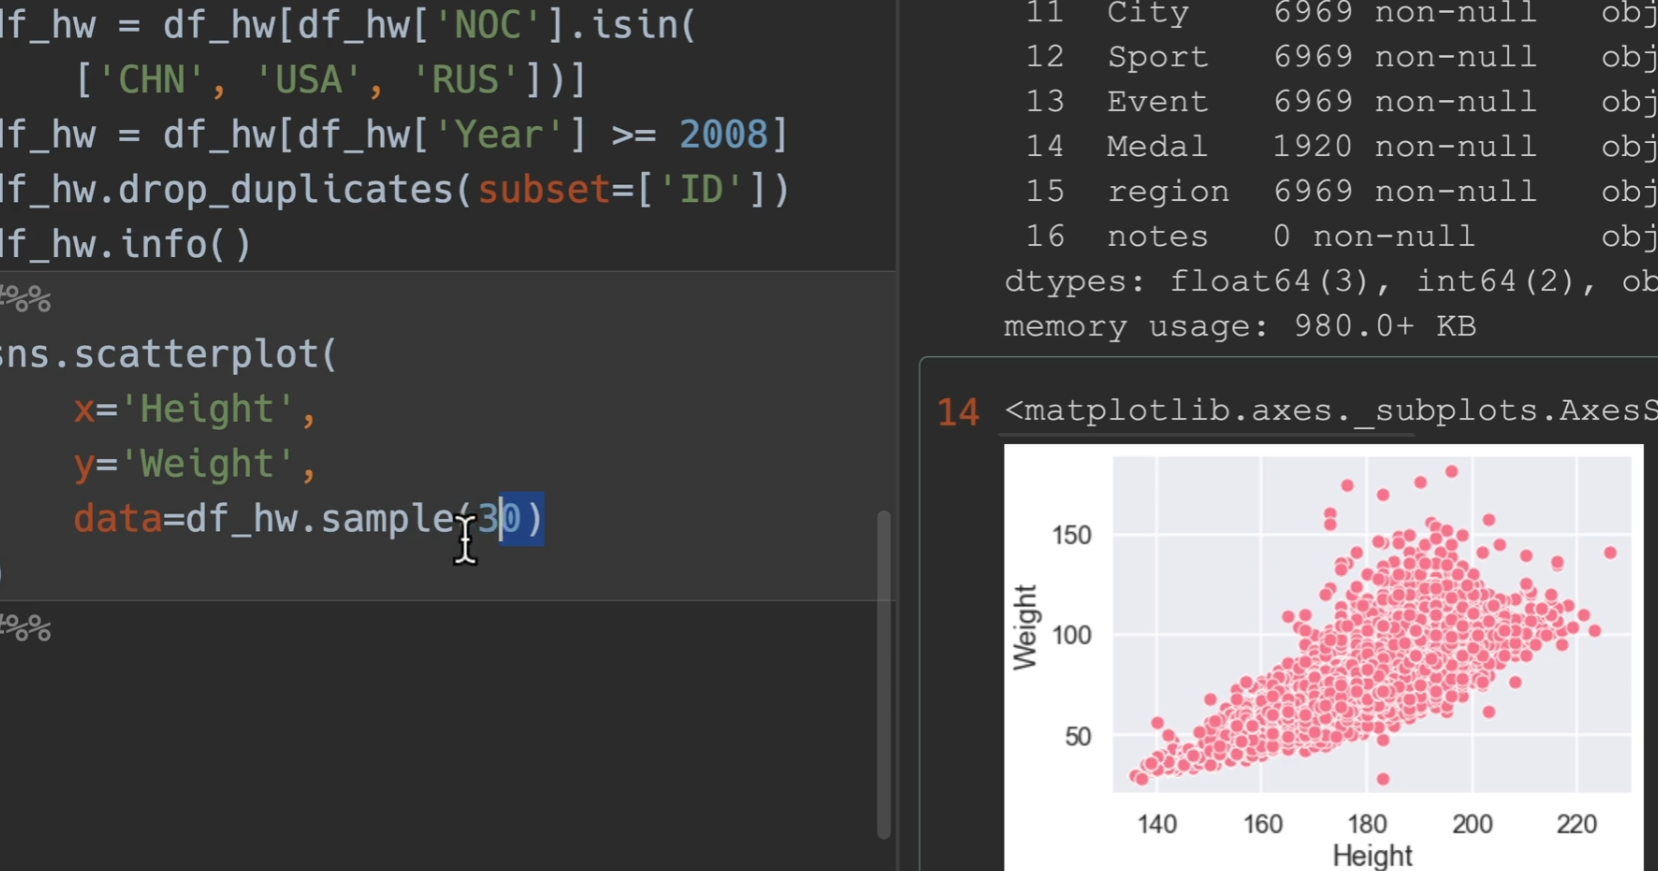 df_hw = df_hw[df_hw['NOC'].isin(
['CHN', 'USA', 'RUS'])]
df_hw = df_hw[df_hw['Year'] >= 2008]
df_hw.drop_duplicates(subset=['ID'])
df_hw.info()
#%%
sns.scatterplot(
x='Height',
y='Weight',
data=df_hw.sample(30)
)
#%%
11 City 6969 non-null obj
12 Sport 6969 non-null obj
13 Event 6969 non-null obj
14 Medal 1920 non-null obj
15 region 6969 non-null obj
16 notes 0 non-null obj
dtypes: float64(3), int64(2), ob
memory usage: 980.0+ KB
14 <matplotlib.axes._subplots.AxesS
Weight
150
100
50
140 160 180 200 220
Height